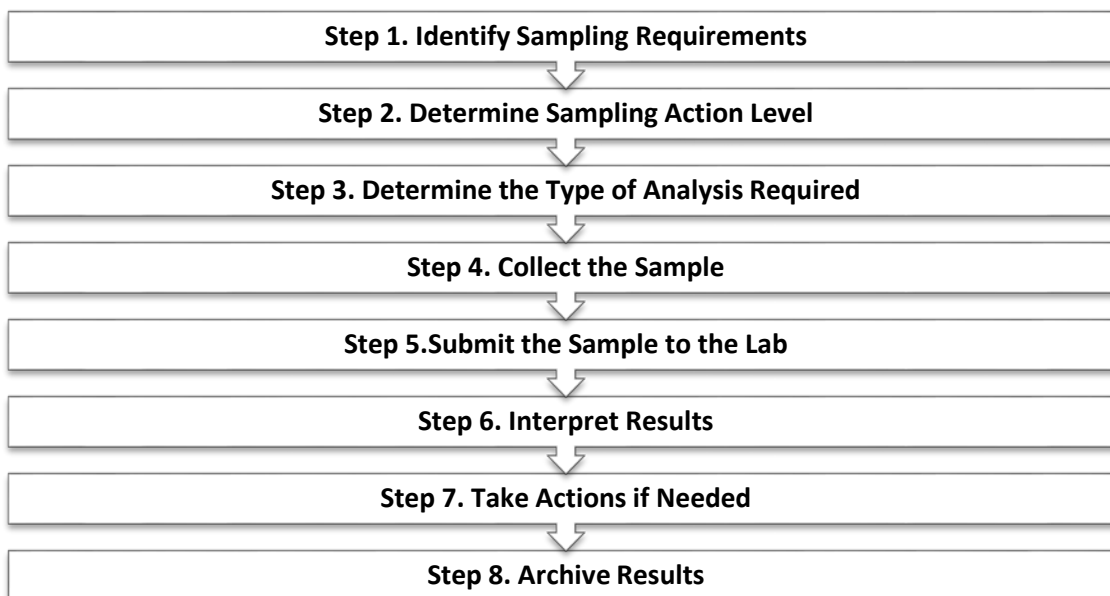 Step 1. Identify Sampling Requirements
Step 2. Determine Sampling Action Level
Step 3. Determine the Type of Analysis Required
Step 4. Collect the Sample
Step 5.Submit the Sample to the Lab
Step 6. Interpret Results
Step 7. Take Actions if Needed
Step 8. Archive Results